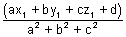 (ax₁ + by₁ + cz₁ + d)
a² + b² + c²